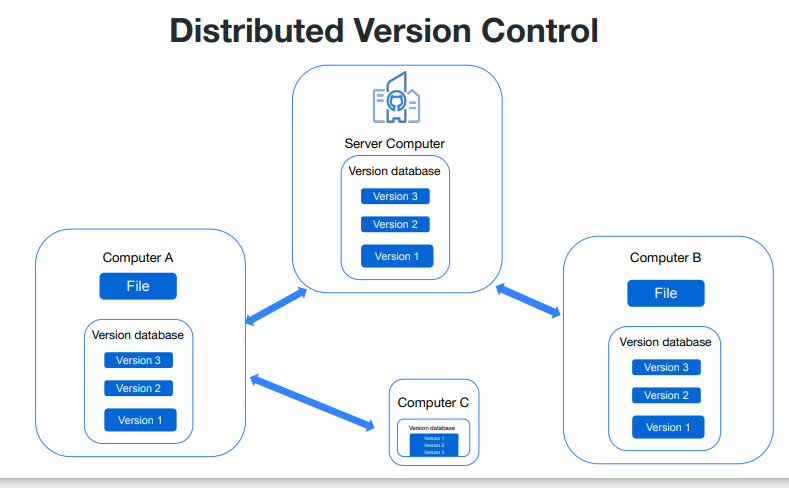 Distributed Version Control
Server Computer
Version database
Version 3
Version 2
Version 1
Computer A
File
Version database
Version 3
Version 2
Version 1
Computer B
File
Version database
Version 3
Version 2
Version 1
Computer C
Version database
Version 1
Version 2
Version 3